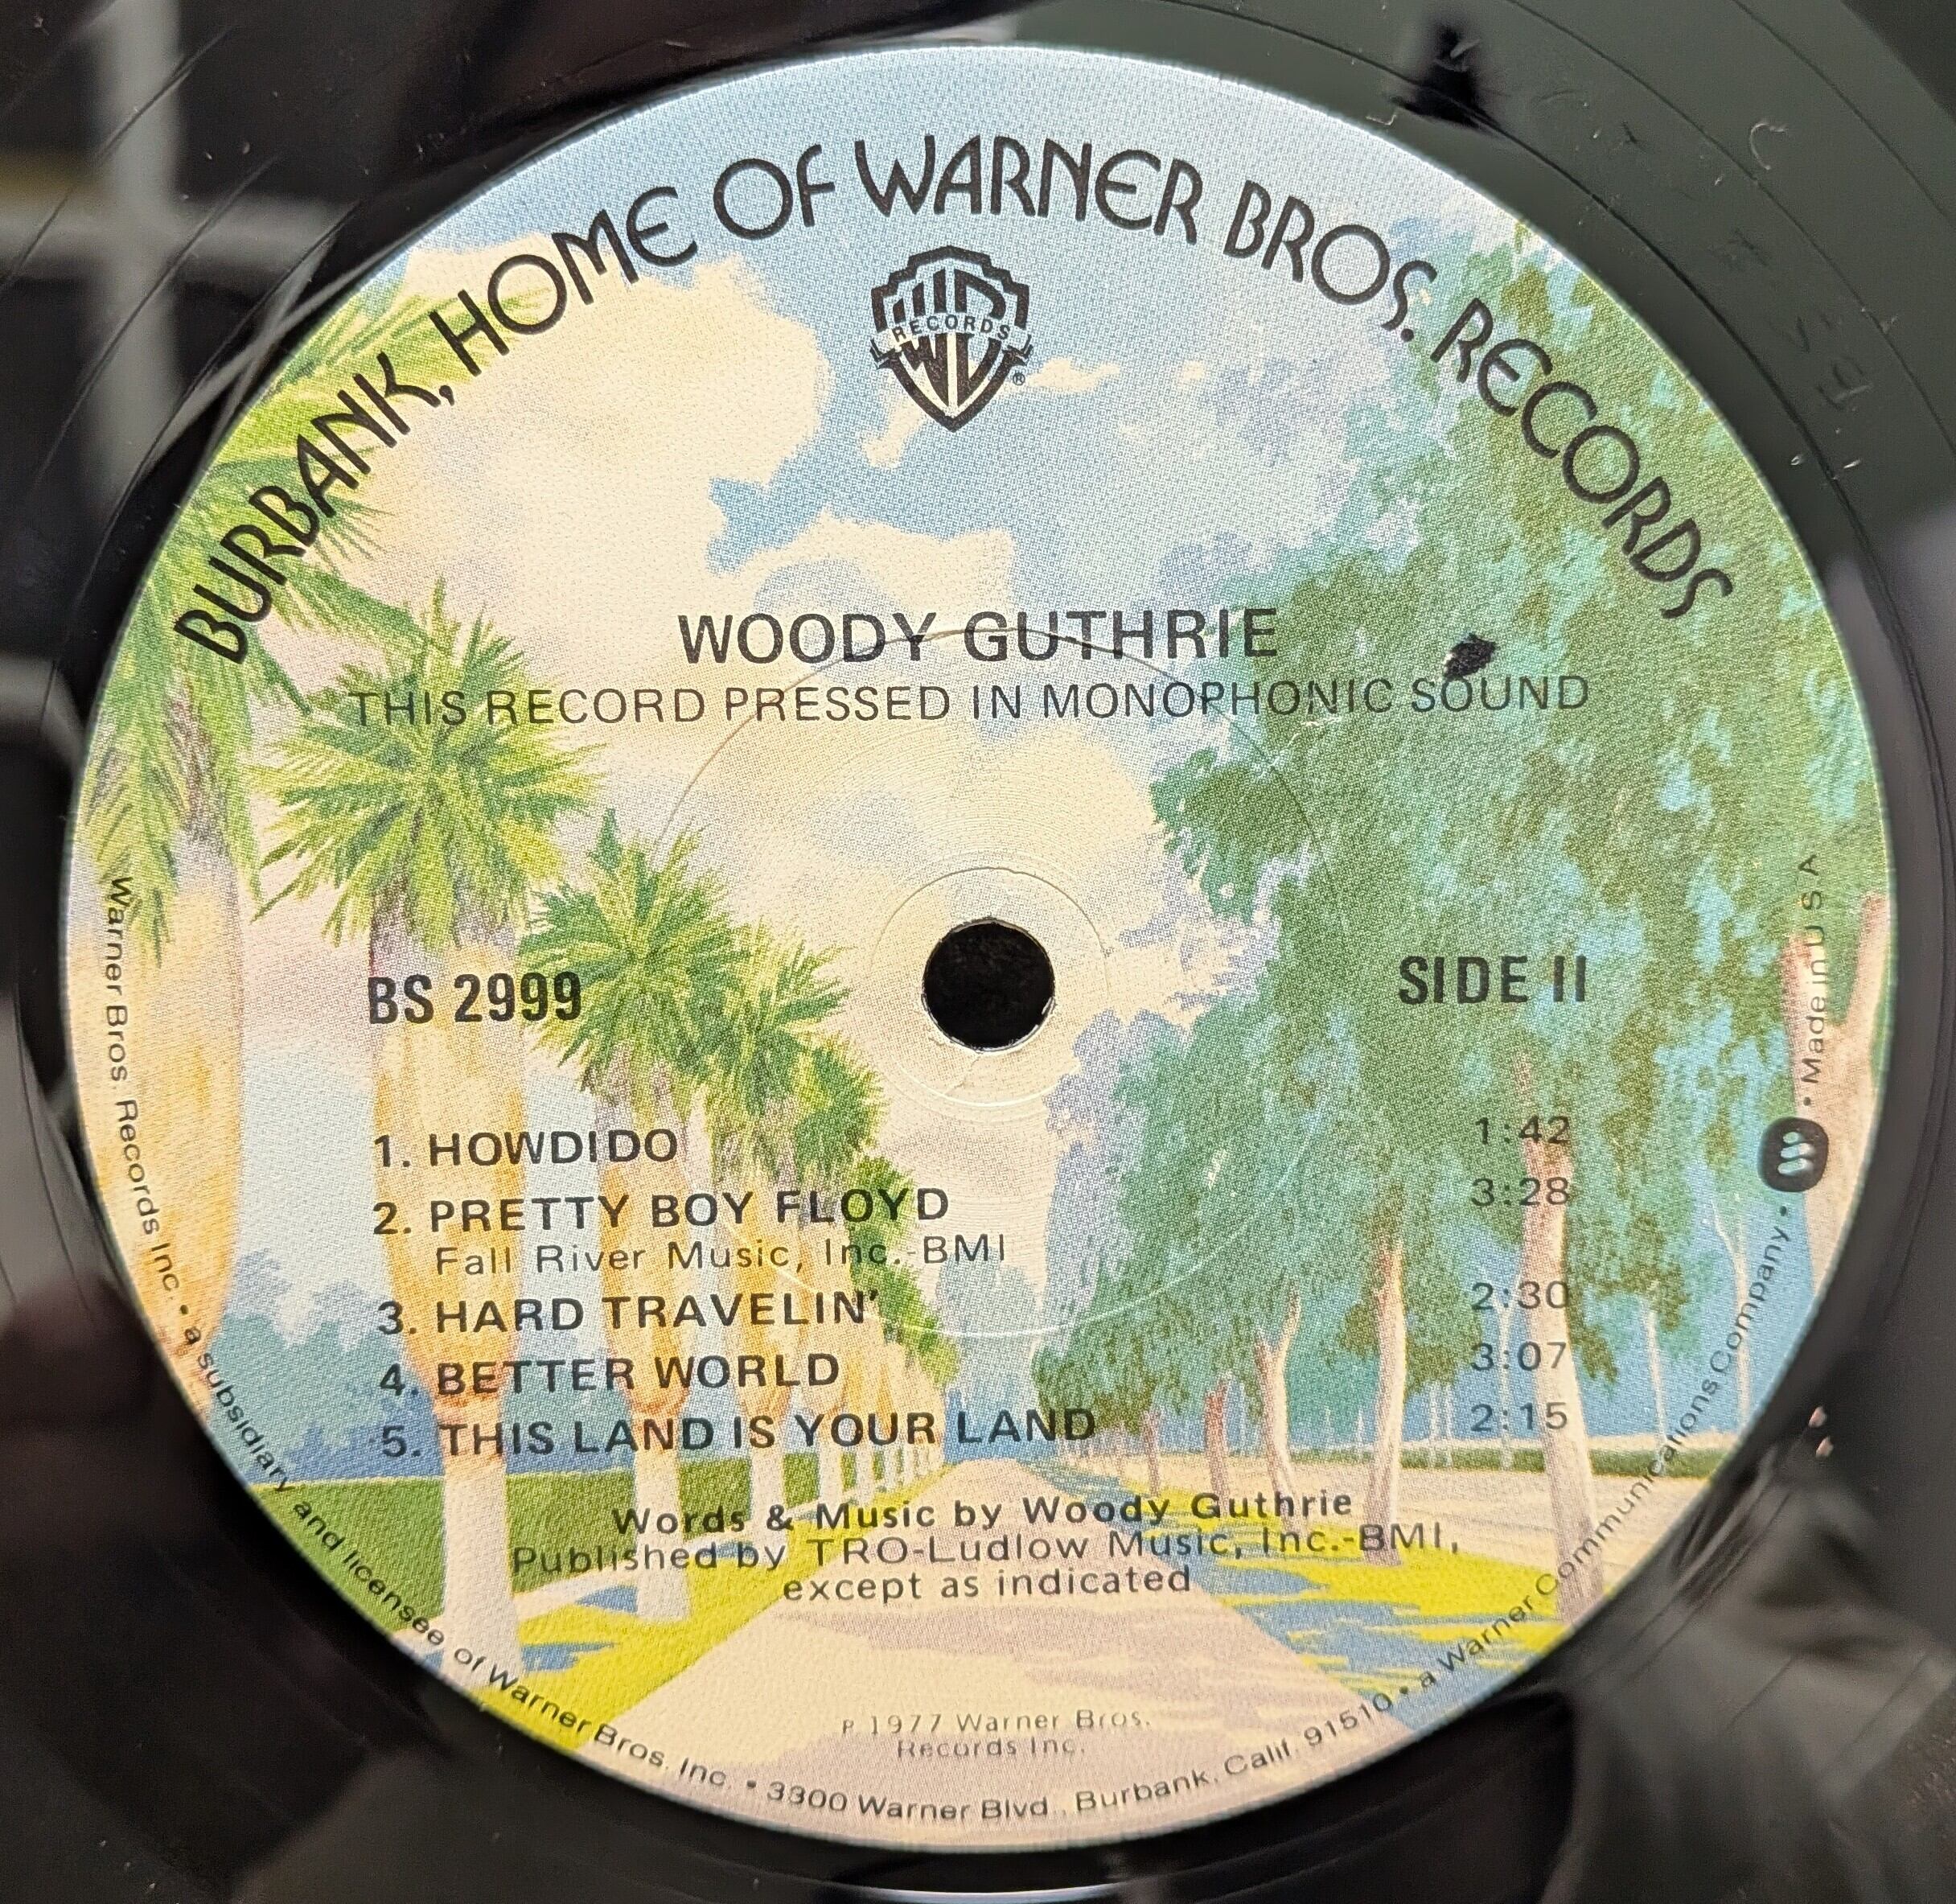 BURBANK, HOME OF WARNER BROS. RECORDS
RECORDS
®
WOODY GUTHRIE
THIS RECORD PRESSED IN MONOPHONIC SOUND
BS 2999
SIDE II
1. HOWDIDO 1:42
2. PRETTY BOY FLOYD 3:28
Fall River Music, Inc.-BMI
3. HARD TRAVELIN' 2:30
4. BETTER WORLD 3:07
5. THIS LAND IS YOUR LAND 2:15
Words & Music by Woody Guthrie
Published by TRO-Ludlow Music, Inc.-BMI,
except as indicated
P 1977 Warner Bros.
Records Inc.
Warner Bros. Records Inc. • a subsidiary and licensee of Warner Bros. Inc. • 3300 Warner Blvd., Burbank, Calif. 91510 • a Warner Communications Company • • Made in U S A